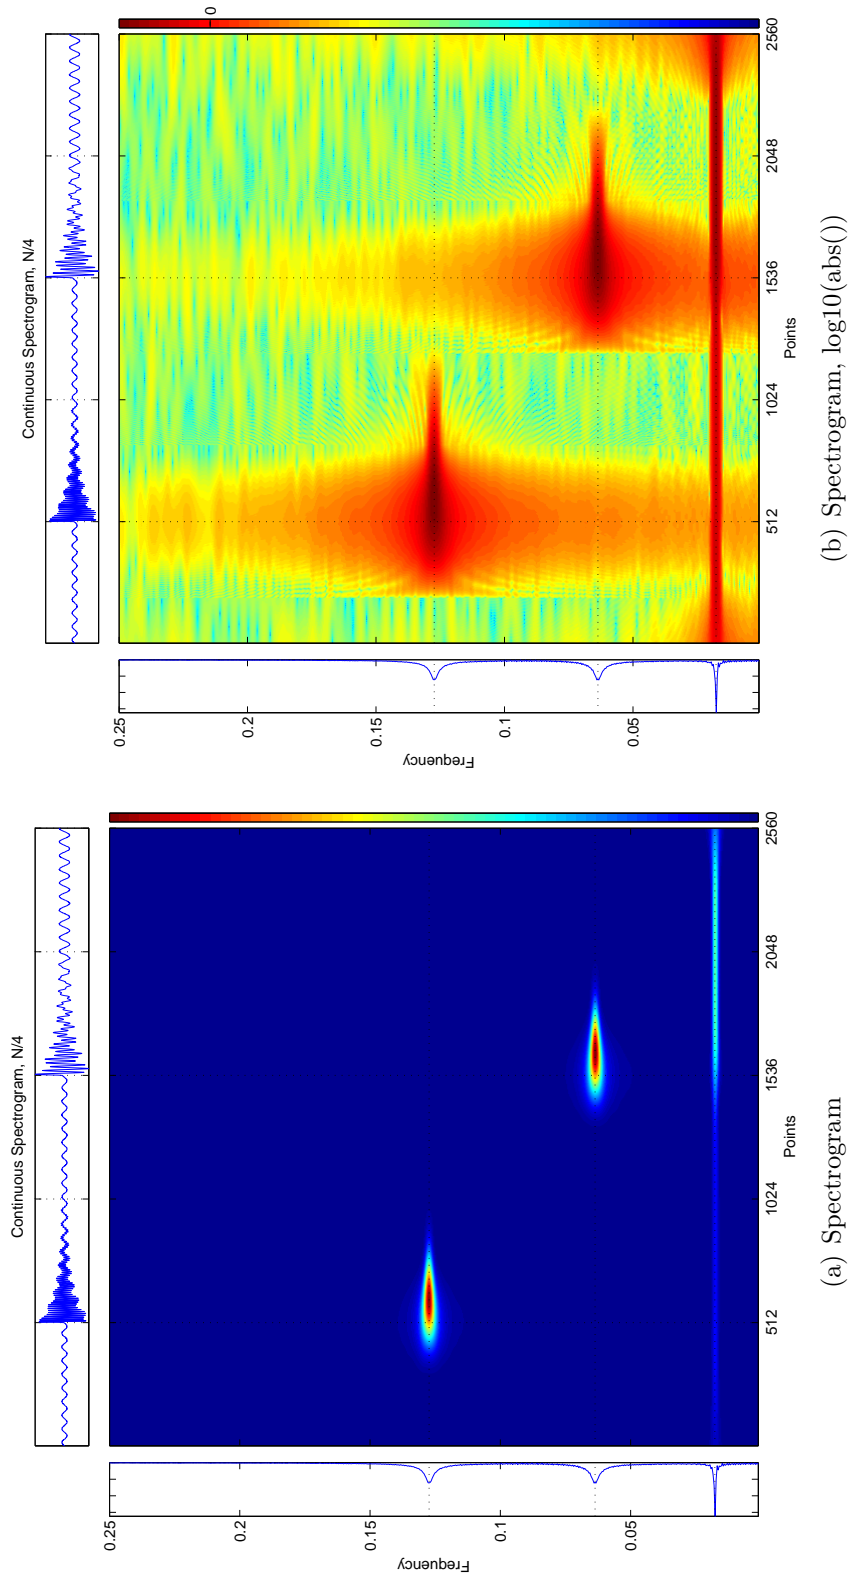 Continuous Spectrogram, N/4
0.25
0.2
0.15
0.1
0.05
Frequency
512
1024
1536
2048
2560
Points
(a) Spectrogram
Continuous Spectrogram, N/4
0
0.25
0.2
0.15
0.1
0.05
Frequency
512
1024
1536
2048
2560
Points
(b) Spectrogram, log10(abs())